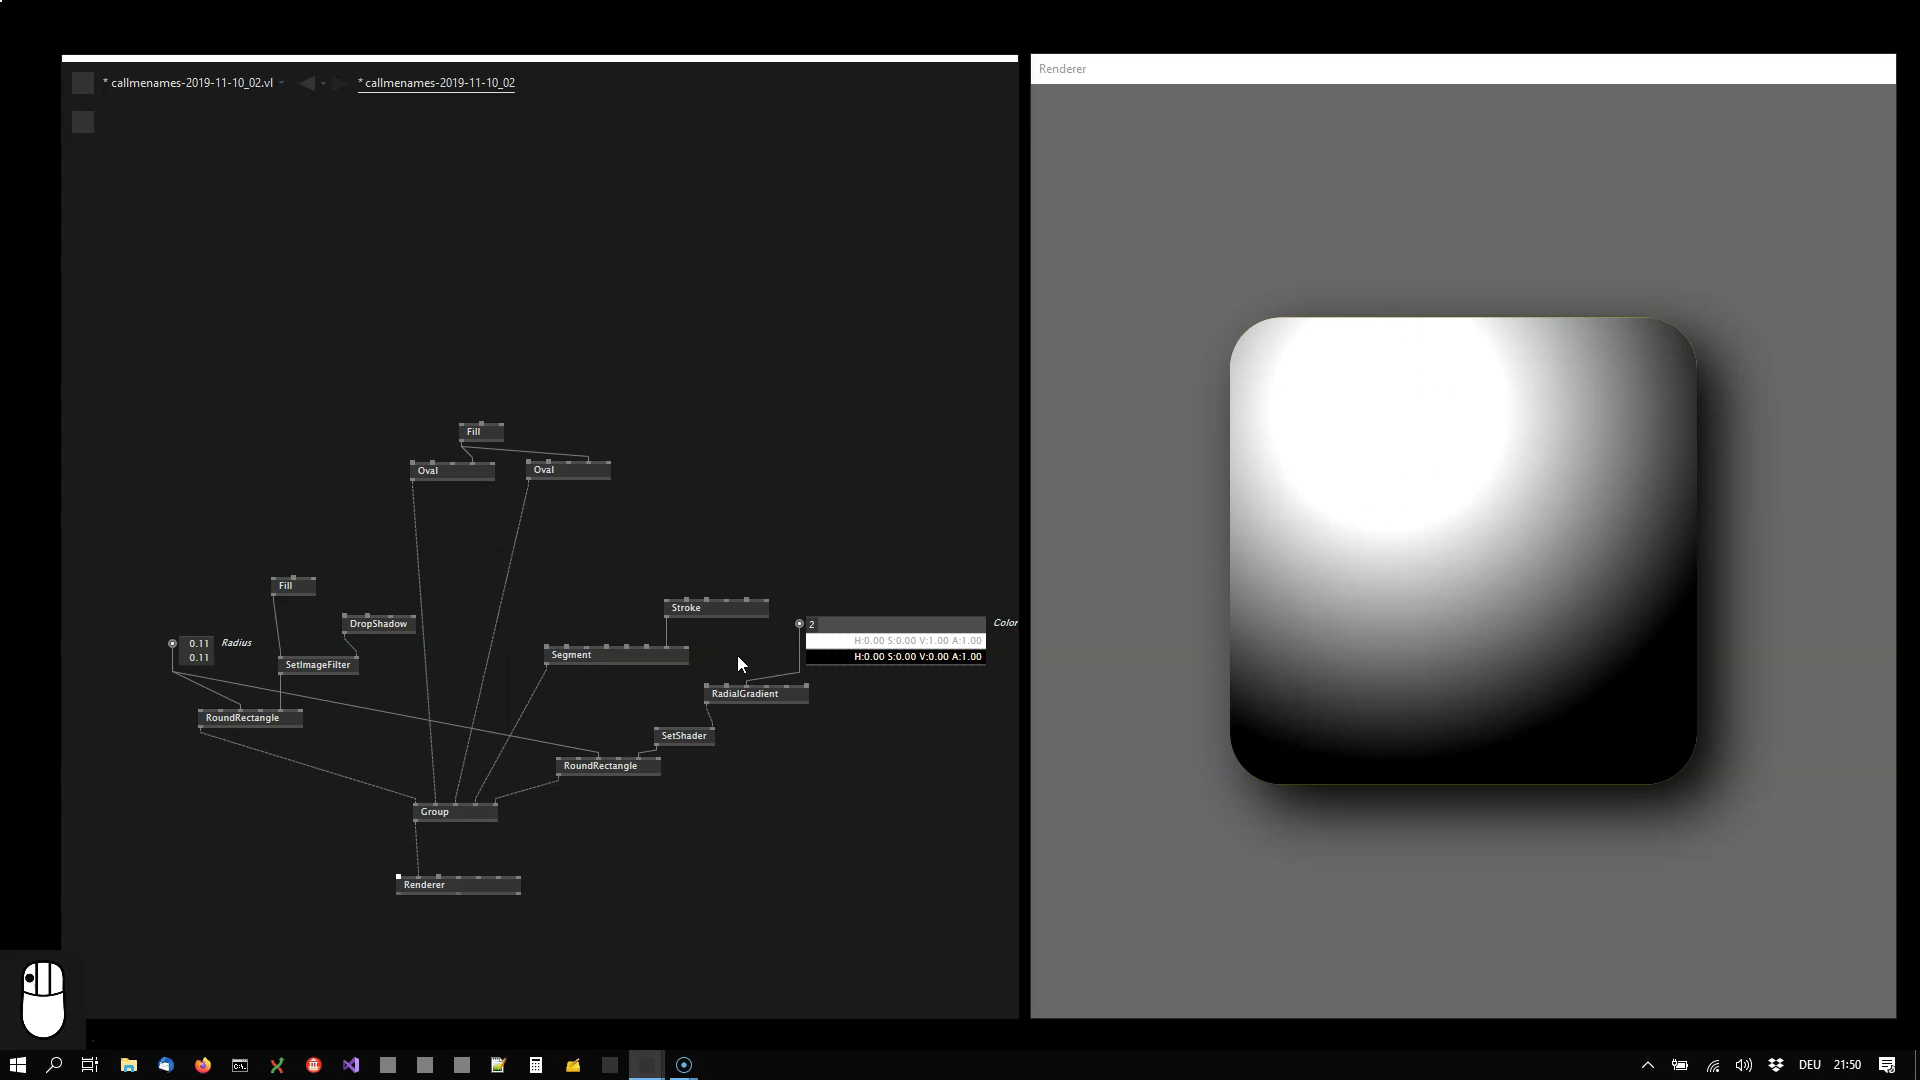 * callmenames-2019-11-10_02.vl
* callmenames-2019-11-10_02
Renderer
Fill
Oval
Oval
Fill
Stroke
DropShadow
2
Color
0.11
0.11
Radius
H:0.00 S:0.00 V:1.00 A:1.00
H:0.00 S:0.00 V:0.00 A:1.00
Segment
SetImageFilter
RadialGradient
RoundRectangle
SetShader
RoundRectangle
Group
Renderer
DEU
21:50